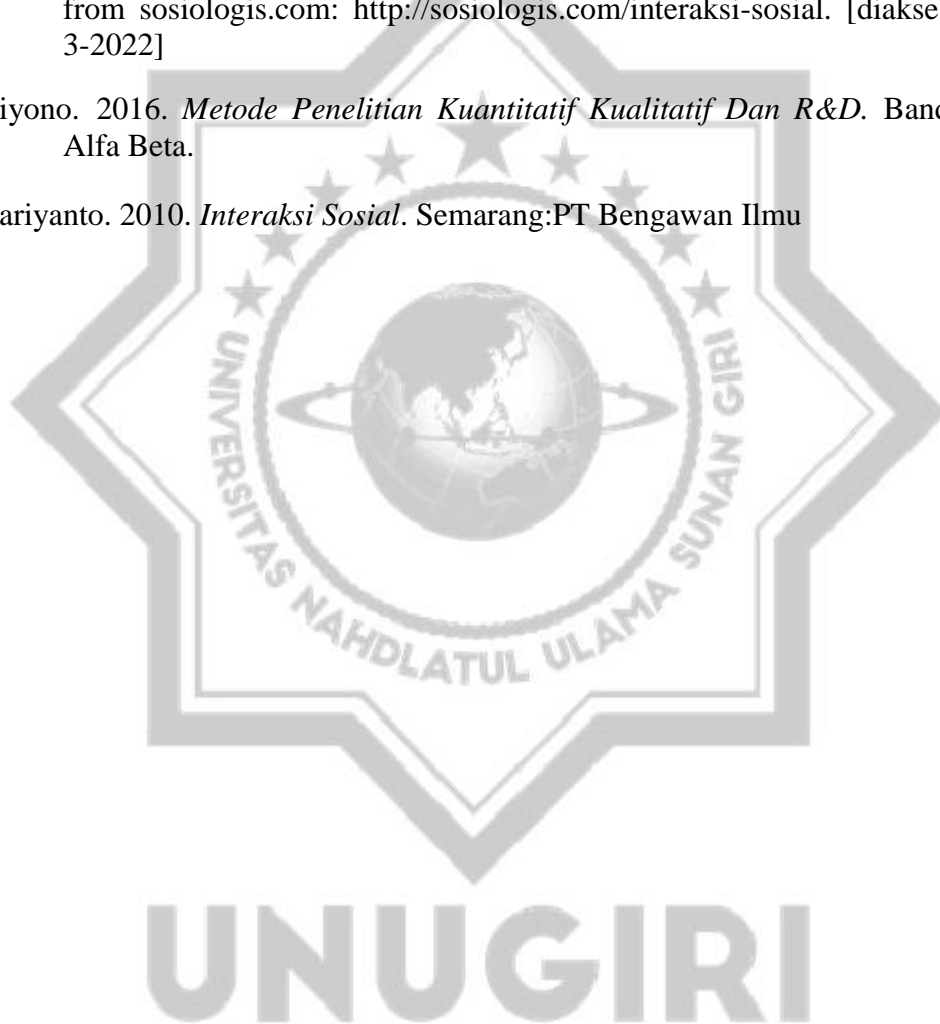 from sosiologis.com: http://sosiologis.com/interaksi-sosial. [diakse
3-2022]
iyono. 2016. Metode Penelitian Kuantitatif Kualitatif Dan R&D. Band
Alfa Beta.
ariyanto. 2010. Interaksi Sosial. Semarang:PT Bengawan Ilmu
UNIVERSITAS NAHDLATUL ULAMA SUNAN GIRI
UNUGIRI